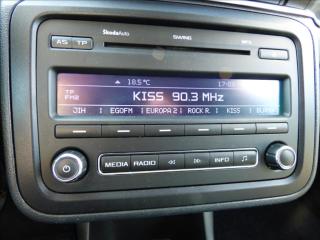 ŠkodaAuto SWING MP3
AS TP
18.5°C
TP
FM2 KISS 90.3 MHz
JIH EGOFM EUROPA 2 ROCK R. KISS
MEDIA RADIO INFO